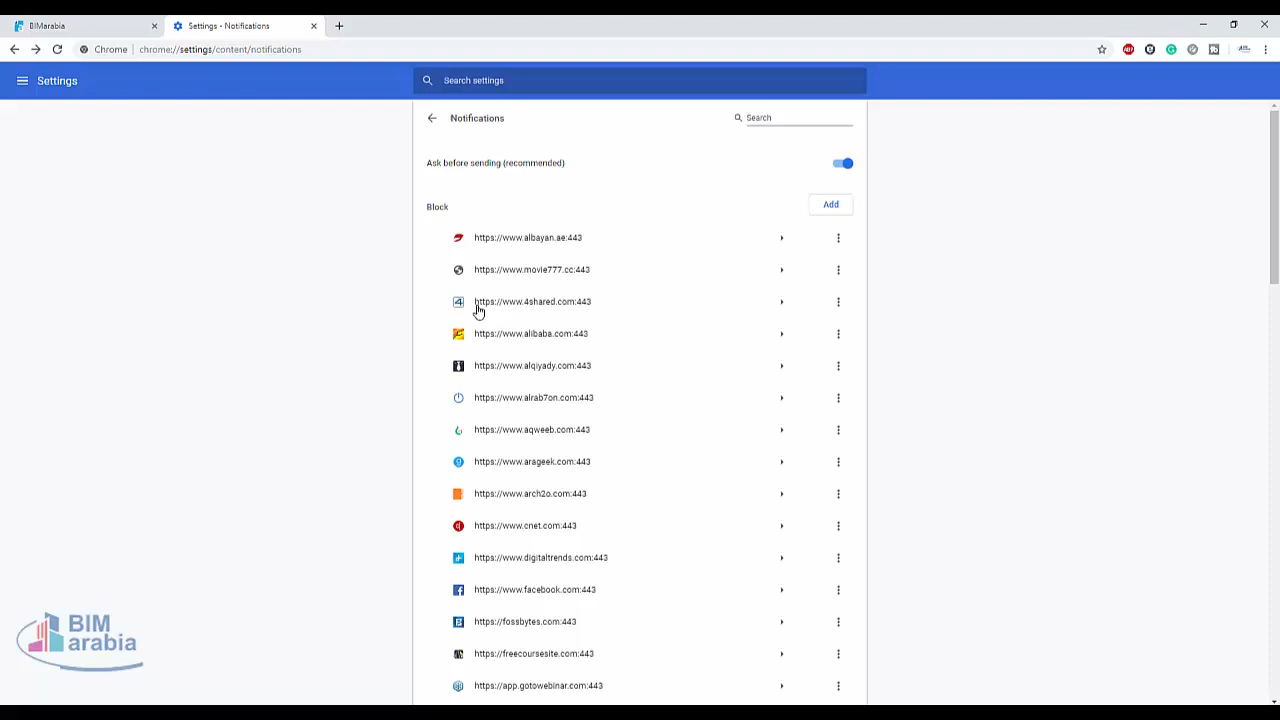 BIMarabia
Settings - Notifications
Chrome
chrome://settings/content/notifications
Settings
Search settings
Notifications
Search
Ask before sending (recommended)
Block
Add
https://www.albayan.ae:443
https://www.movie777.cc:443
https://www.4shared.com:443
https://www.alibaba.com:443
https://www.alqiyady.com:443
https://www.alrab7on.com:443
https://www.aqweeb.com:443
https://www.arageek.com:443
https://www.arch2o.com:443
https://www.cnet.com:443
https://www.digitaltrends.com:443
https://www.facebook.com:443
https://fossbytes.com:443
https://freecoursesite.com:443
https://app.gotowebinar.com:443
BIM
arabia